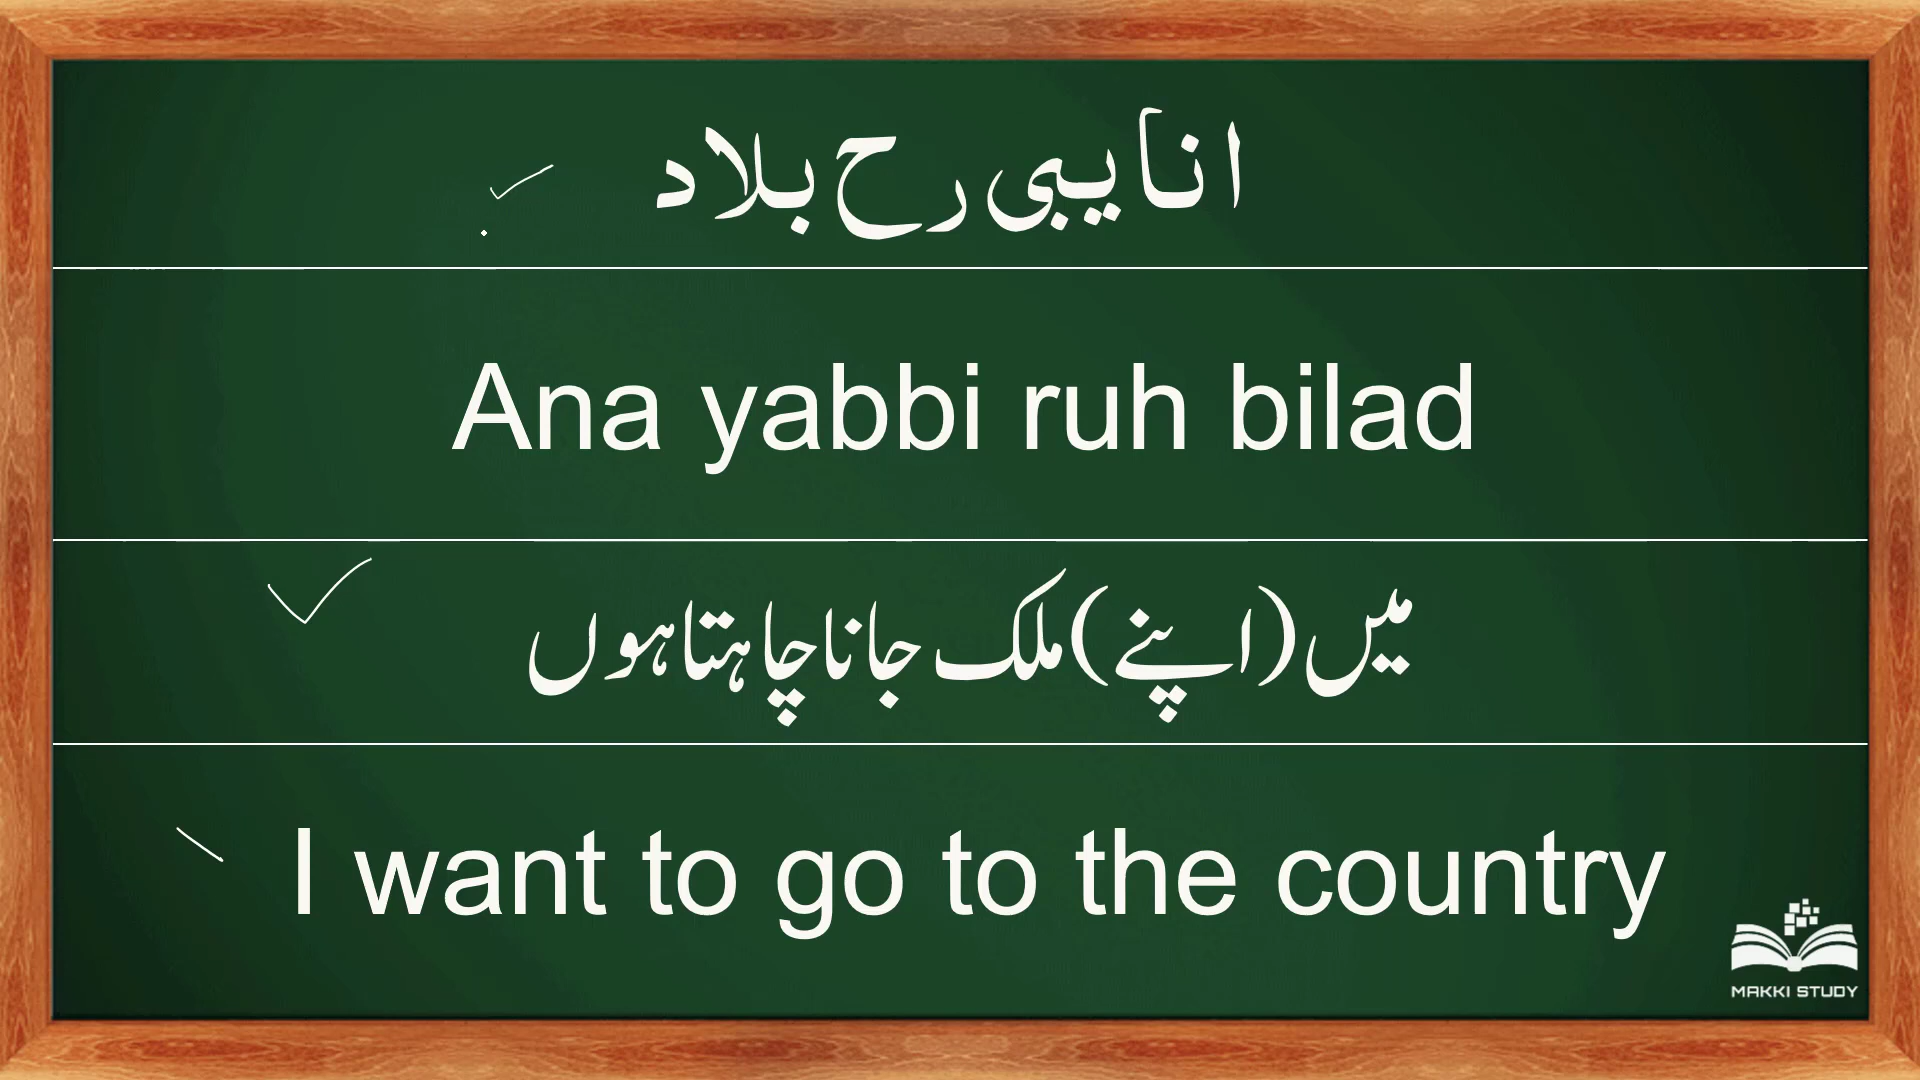 انا يبى رح بلاد
Ana yabbi ruh bilad
میں (اپنے) ملک جانا چاہتا ہوں
I want to go to the country
MAKKI STUDY